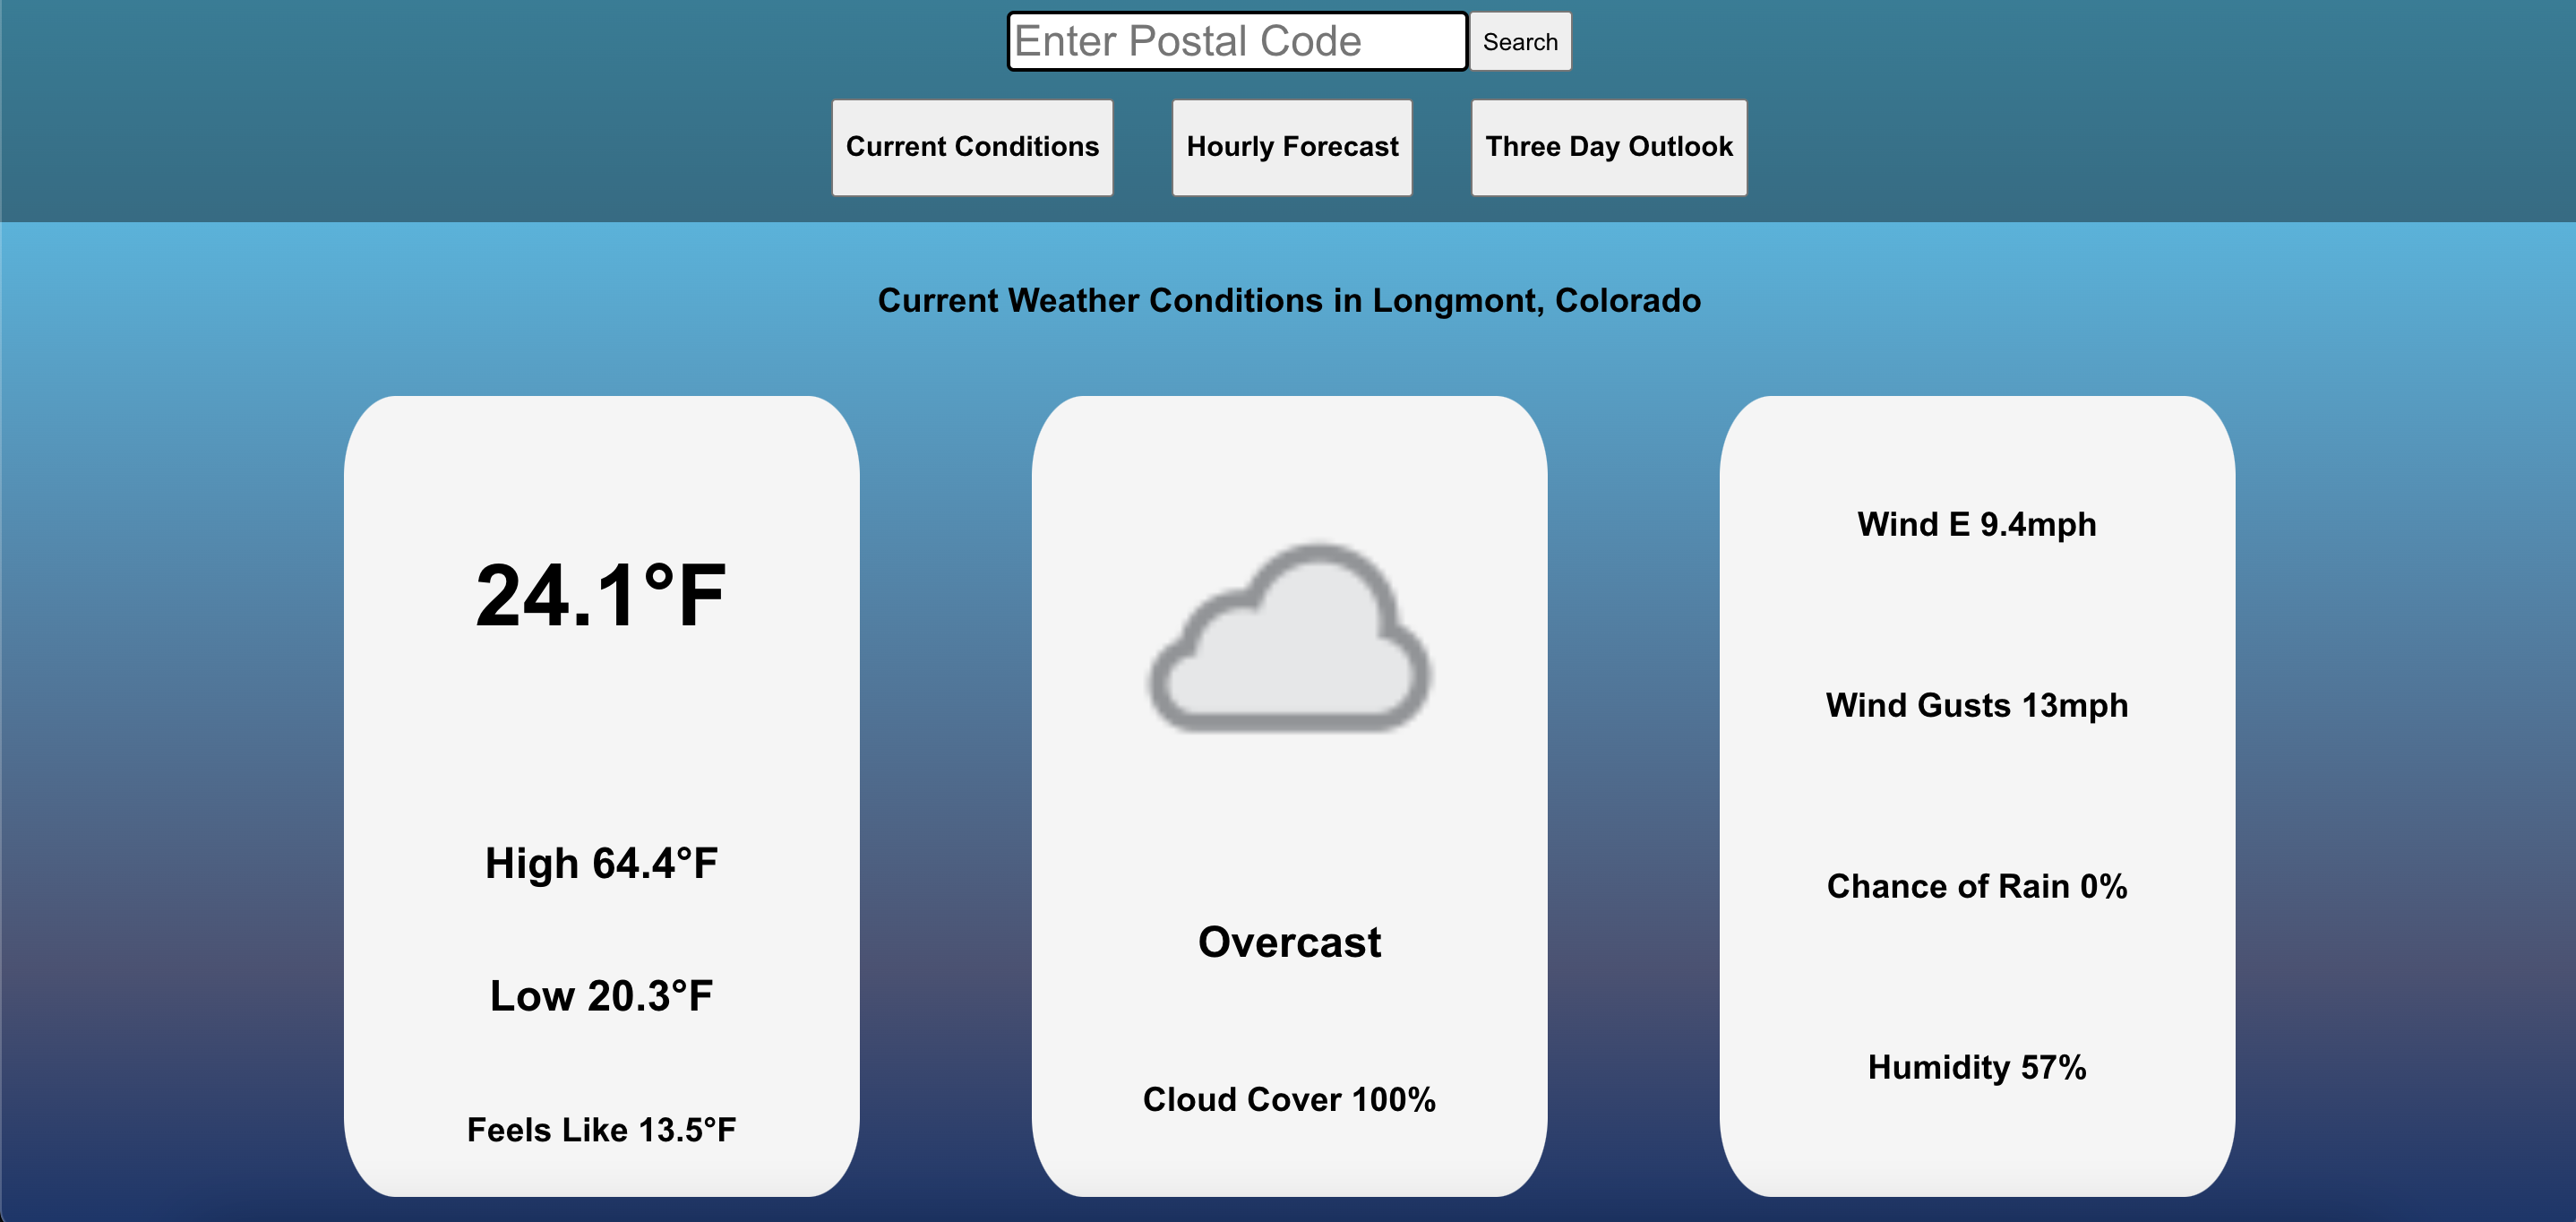 Enter Postal Code Search
Current Conditions Hourly Forecast Three Day Outlook
Current Weather Conditions in Longmont, Colorado
24.1°F
High 64.4°F
Low 20.3°F
Feels Like 13.5°F
Overcast
Cloud Cover 100%
Wind E 9.4mph
Wind Gusts 13mph
Chance of Rain 0%
Humidity 57%